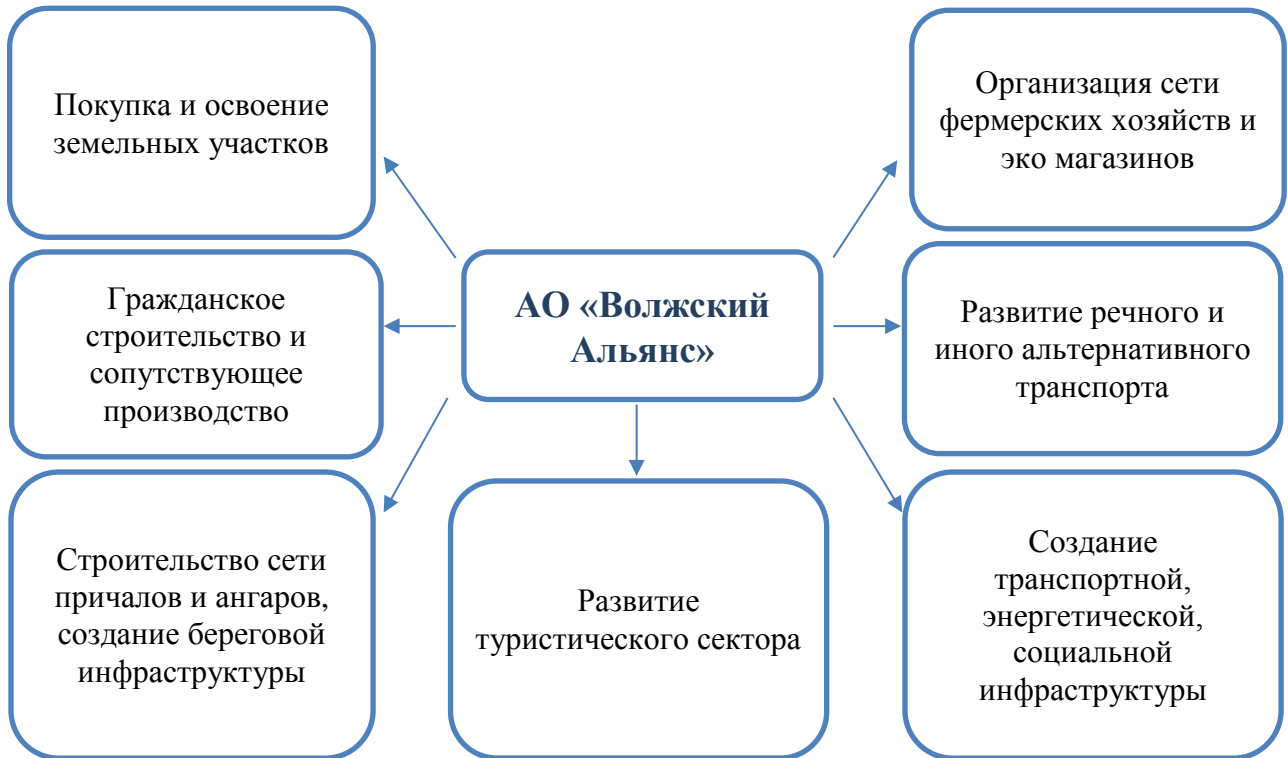 Покупка и освоение
земельных участков
Организация сети
фермерских хозяйств и
эко магазинов
Гражданское
строительство и
сопутствующее
производство
АО «Волжский
Альянс»
Развитие речного и
иного альтернативного
транспорта
Строительство сети
причалов и ангаров,
создание береговой
инфраструктуры
Развитие
туристического сектора
Создание
транспортной,
энергетической,
социальной
инфраструктуры